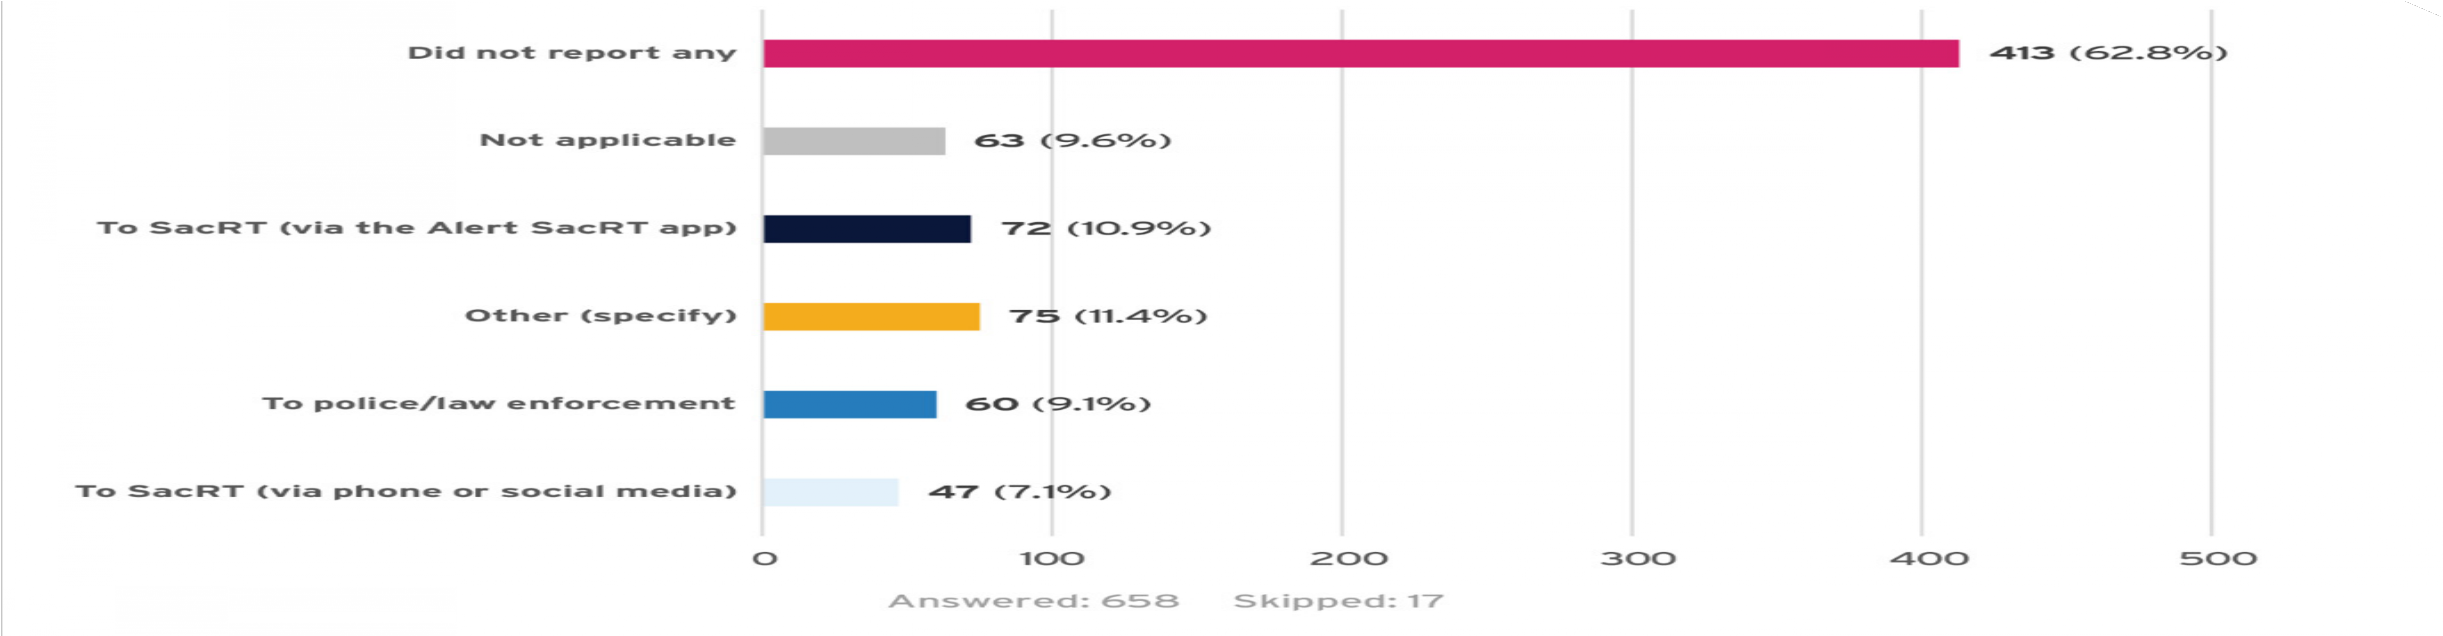 Did not report any 413 (62.8%)
Not applicable 63 (9.6%)
To SacRT (via the Alert SacRT app) 72 (10.9%)
Other (specify) 75 (11.4%)
To police/law enforcement 60 (9.1%)
To SacRT (via phone or social media) 47 (7.1%)
0 100 200 300 400 500
Answered: 658 Skipped: 17